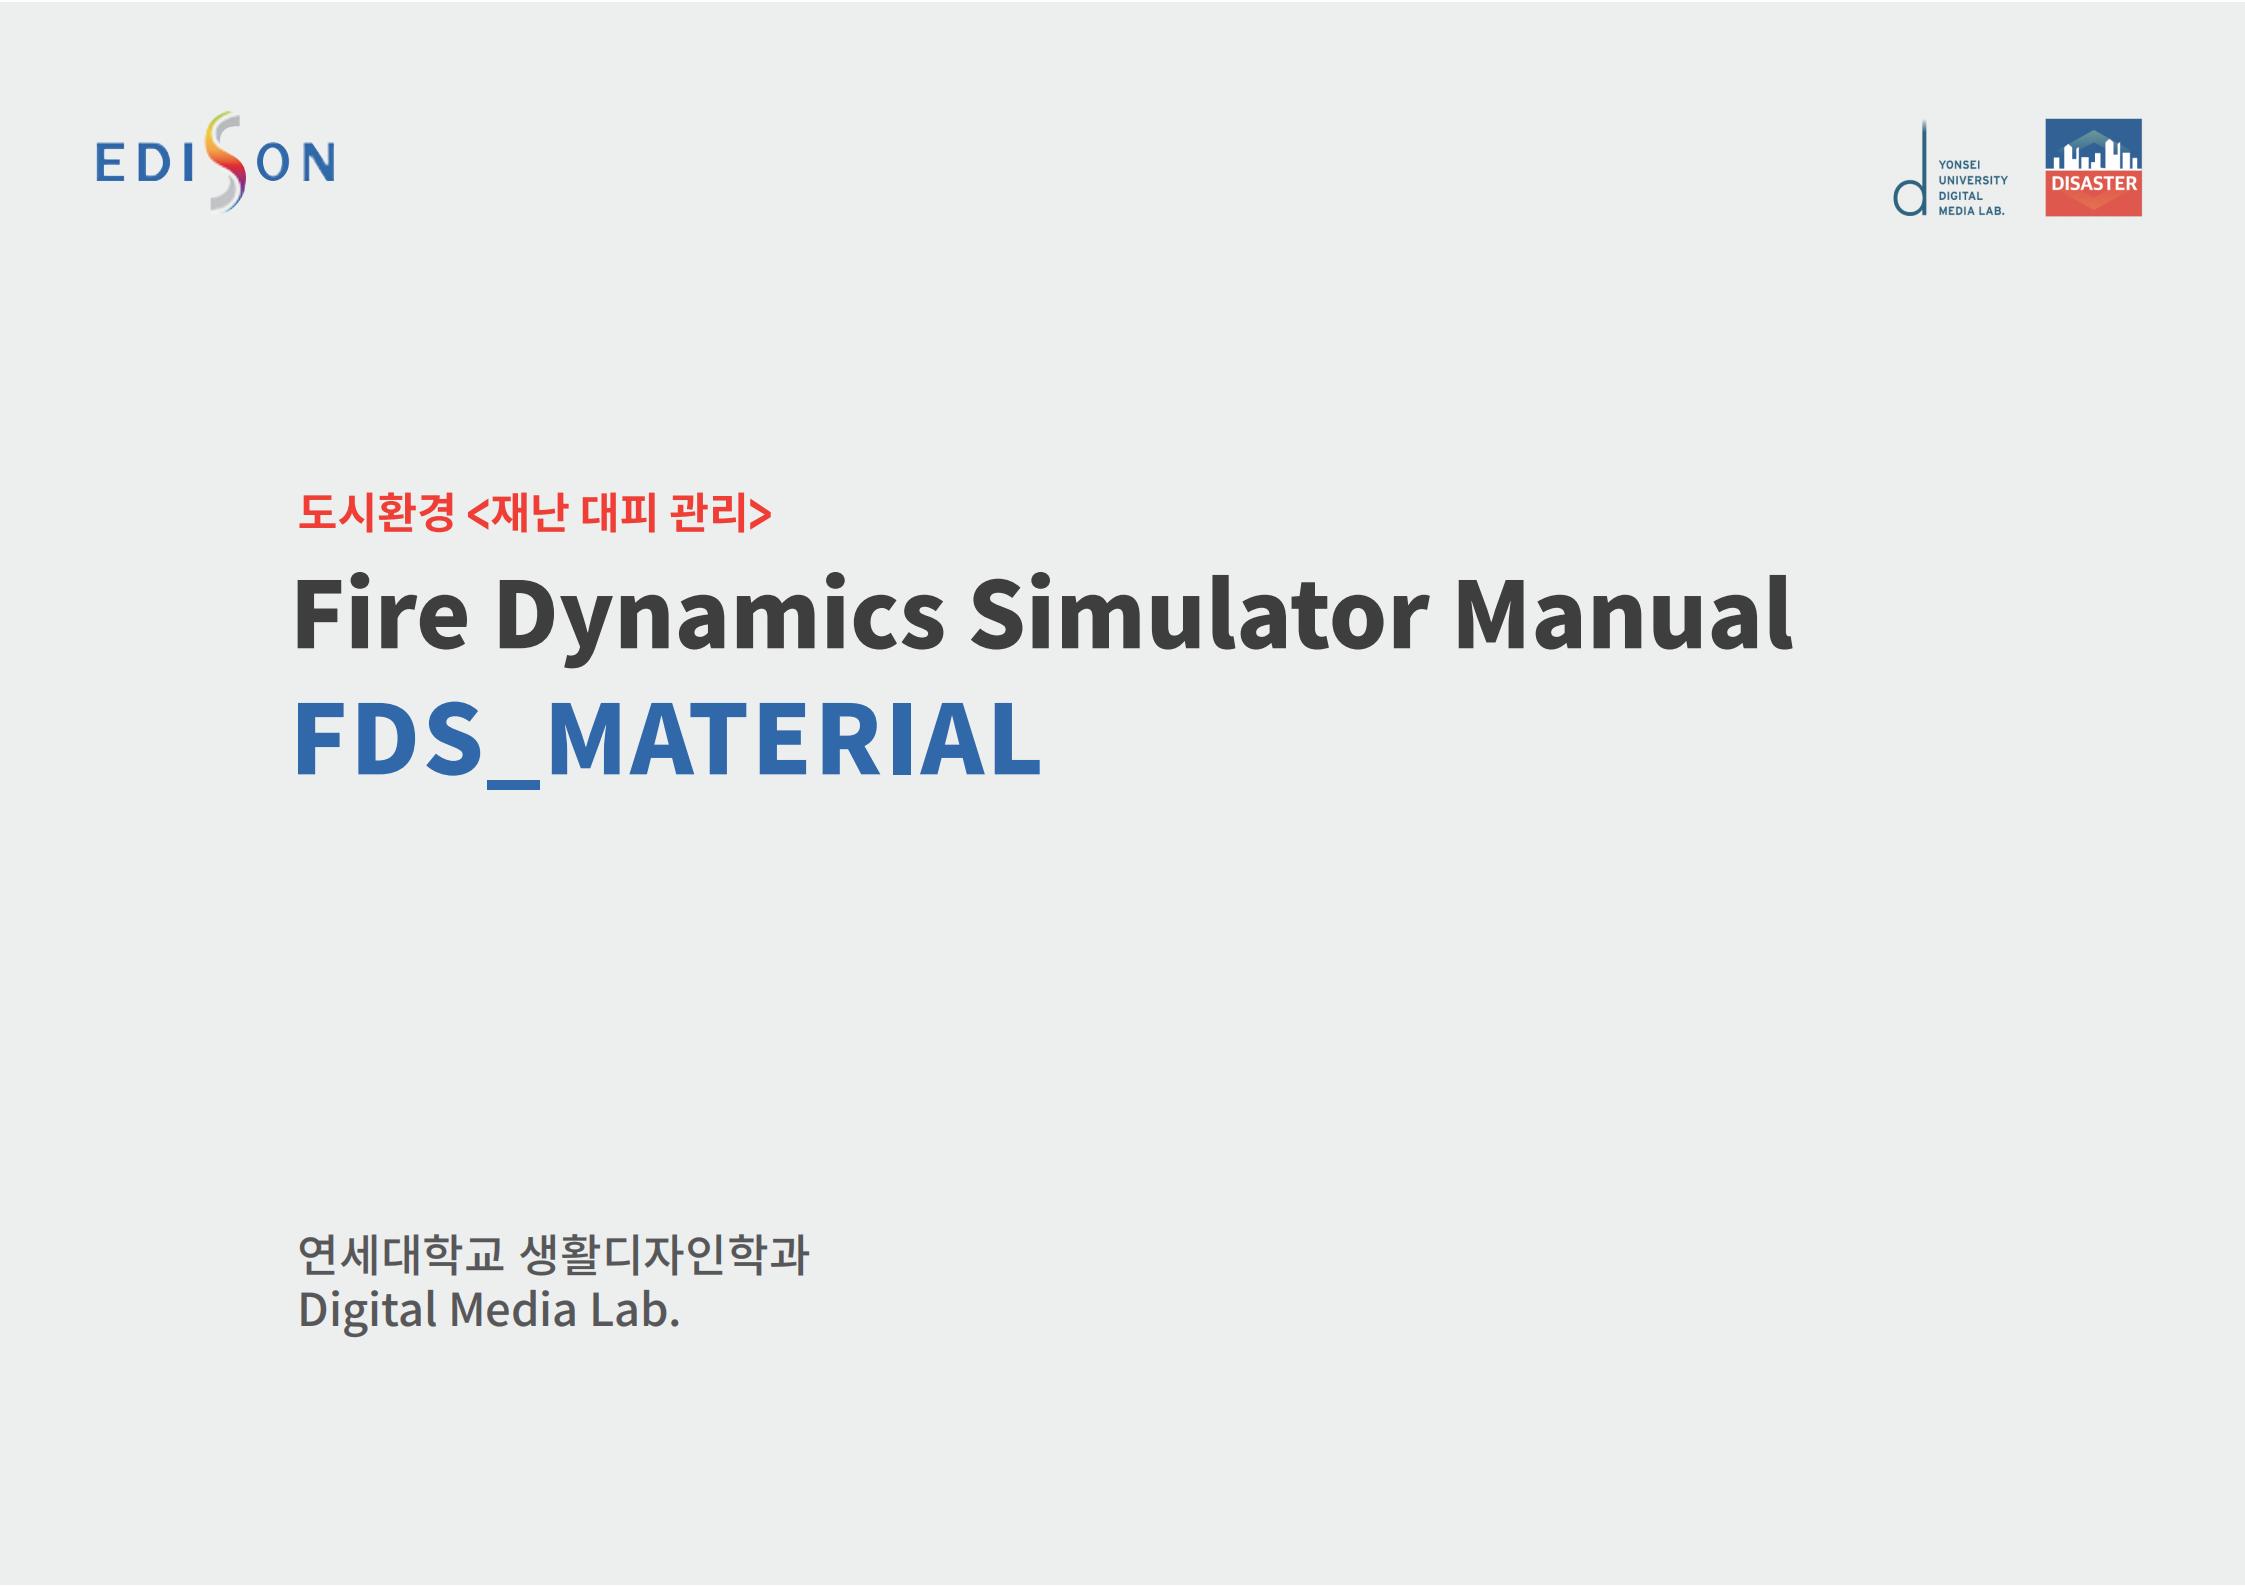 EDISON
YONSEI
UNIVERSITY
DIGITAL
MEDIA LAB.
DISASTER
도시환경 <재난 대피 관리>
Fire Dynamics Simulator Manual
FDS_MATERIAL
연세대학교 생활디자인학과
Digital Media Lab.